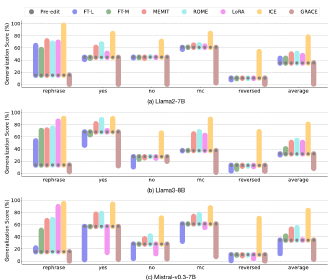 Pre-edit FT-L FT-M MEMIT ROME LoRA ICE GRACE
Generalization Score (%)
100
80
60
40
20
0
rephrase yes no mc reversed average
(a) Llama2-7B
Generalization Score (%)
100
80
60
40
20
0
rephrase yes no mc reversed average
(b) Llama3-8B
Generalization Score (%)
100
80
60
40
20
0
rephrase yes no mc reversed average
(c) Mistral-v0.3-7B